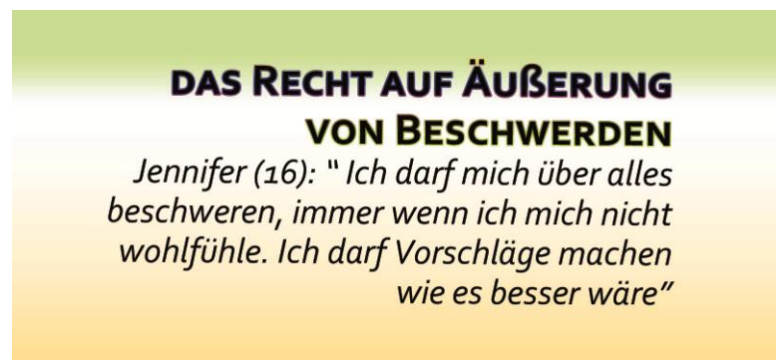 DAS RECHT AUF ÄUßERUNG
VON BESCHWERDEN
Jennifer (16): “ Ich darf mich über alles
beschweren, immer wenn ich mich nicht
wohlfühle. Ich darf Vorschläge machen
wie es besser wäre”